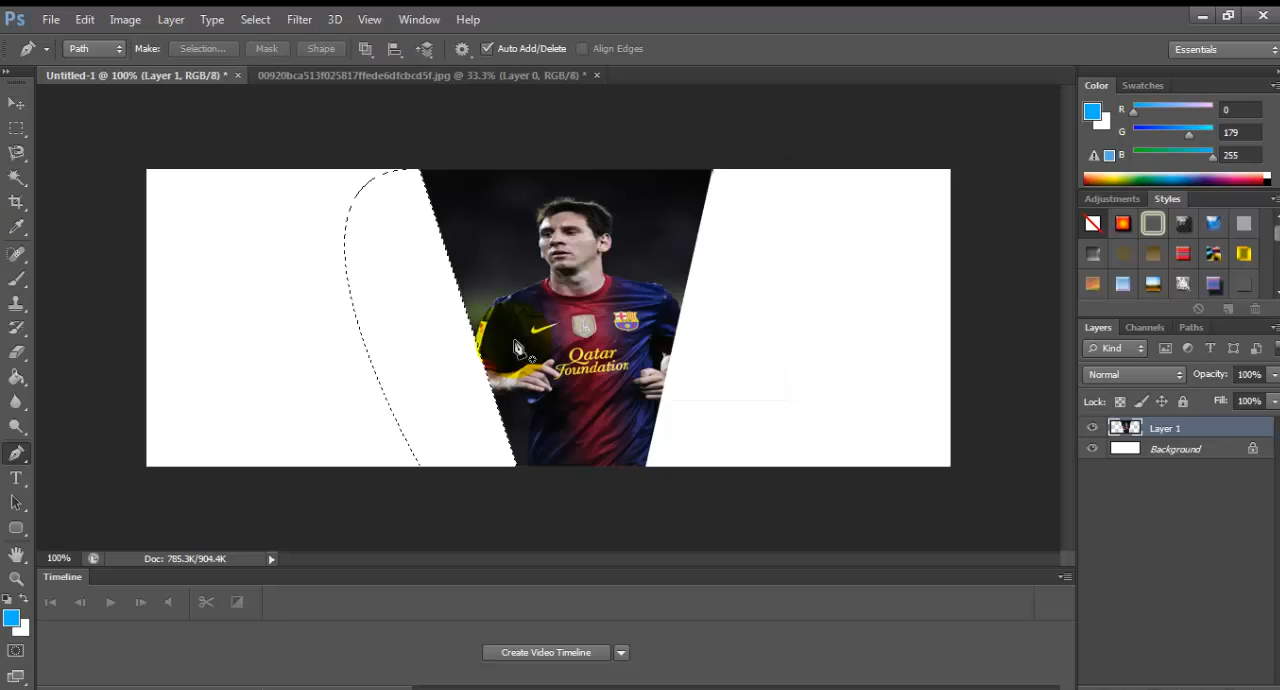 Ps File Edit Image Layer Type Select Filter 3D View Window Help
Path Make: Selection... Mask Shape Auto Add/Delete Align Edges Essentials
Untitled-1 @ 100% (Layer 1, RGB/8) * × 00920bca513f025817ffede6dfcbcd5f.jpg @ 33.3% (Layer 0, RGB/8) * ×
Color Swatches
R 0
G 179
B 255
Adjustments Styles
Qatar
Foundation
Layers Channels Paths
Kind
Normal Opacity: 100%
Lock: Fill: 100%
Layer 1
Background
100% Doc: 785.3K/904.4K
Timeline
Create Video Timeline